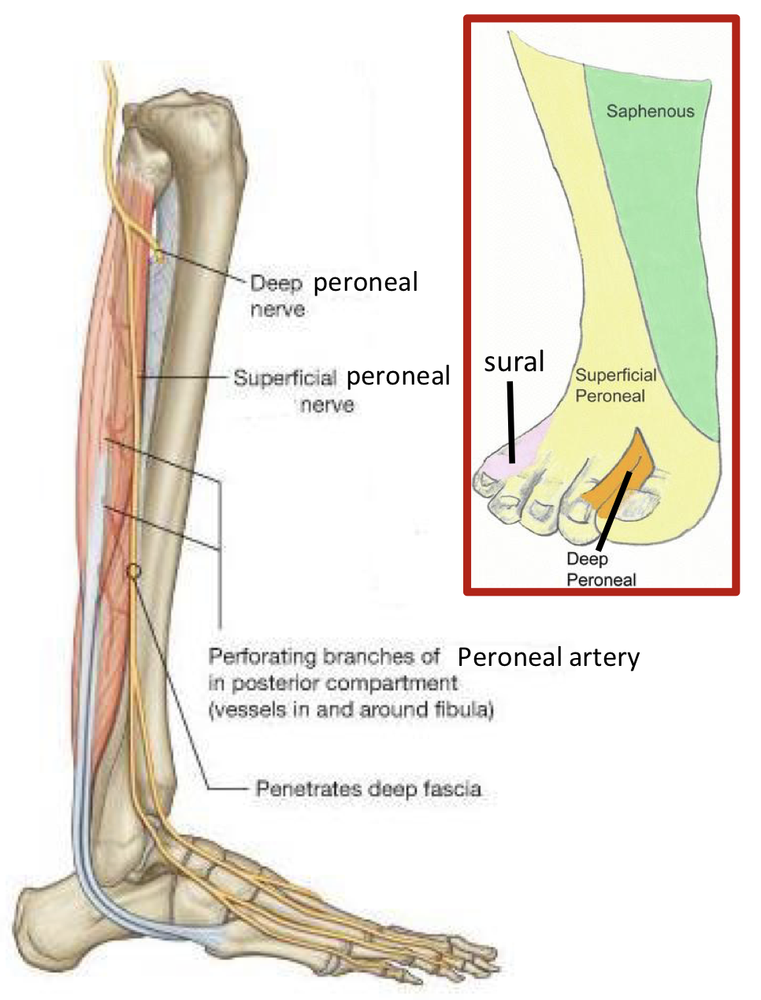 Saphenous
Deep peroneal
nerve
sural
Superficial peroneal
nerve
Superficial
Peroneal
Deep
Peroneal
Perforating branches of Peroneal artery
in posterior compartment
(vessels in and around fibula)
Penetrates deep fascia